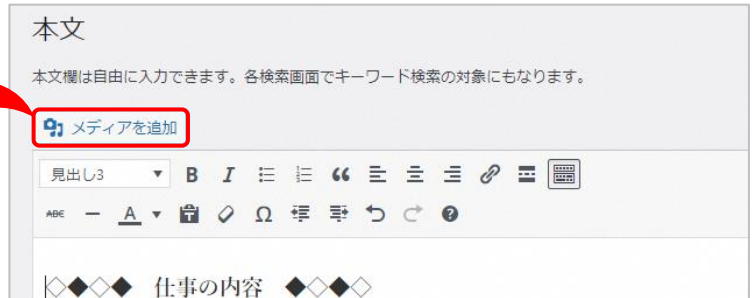 本文
本文欄は自由に入力できます。各検索画面でキーワード検索の対象にもなります。
メディアを追加
見出し3 ▼ B I “ 
ABE — A ▼ T Ω ?
◇◆◇◆ 仕事の内容 ◆◇◆◇